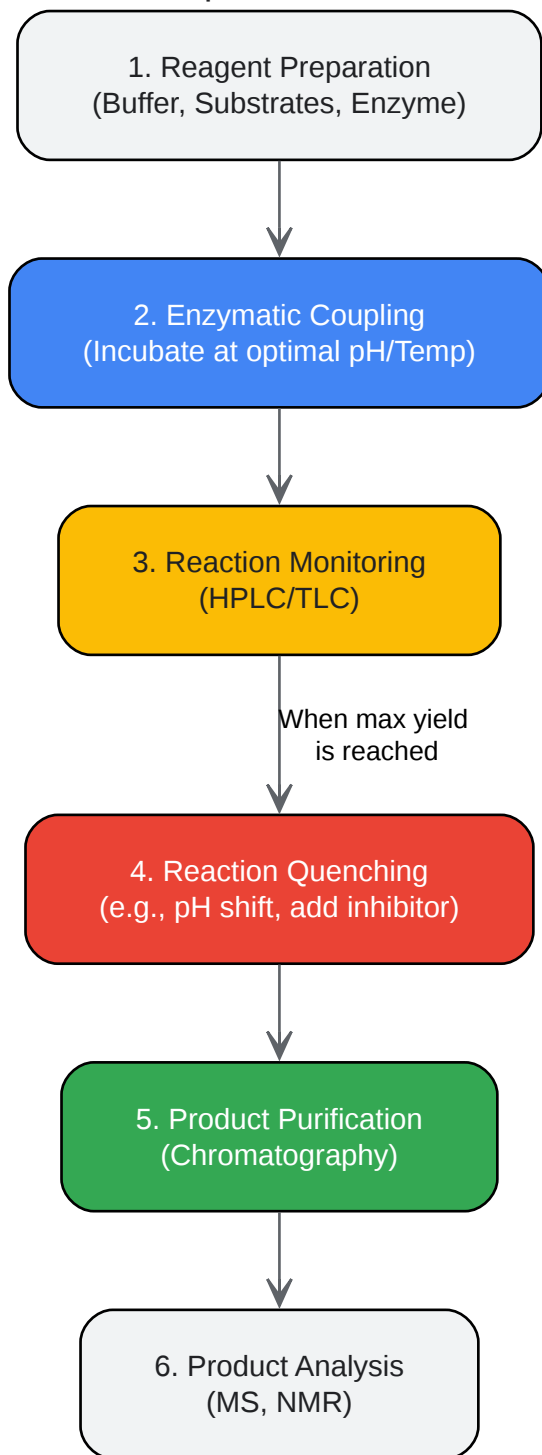 1. Reagent Preparation
(Buffer, Substrates, Enzyme)
2. Enzymatic Coupling
(Incubate at optimal pH/Temp)
3. Reaction Monitoring
(HPLC/TLC)
When max yield
is reached
4. Reaction Quenching
(e.g., pH shift, add inhibitor)
5. Product Purification
(Chromatography)
6. Product Analysis
(MS, NMR)